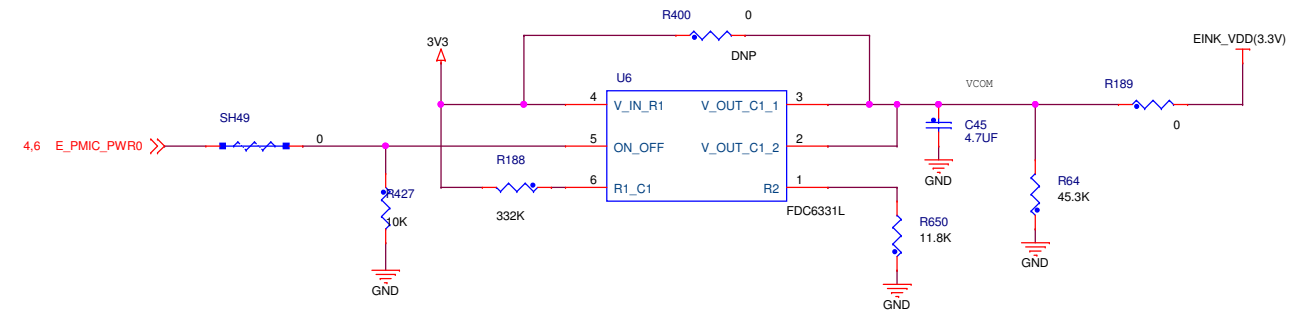 R400 0
DNP
3V3
EINK_VDD(3.3V)
U6
VCOM
R189
4 V_IN_R1 V_OUT_C1_1 3
SH49
0
C45
4.7UF
0
4,6 E_PMIC_PWR0
5 ON_OFF V_OUT_C1_2 2
R188
GND
6 R1_C1 R2 1
R64
45.3K
R427
10K
332K
FDC6331L
R650
11.8K
GND
GND
GND